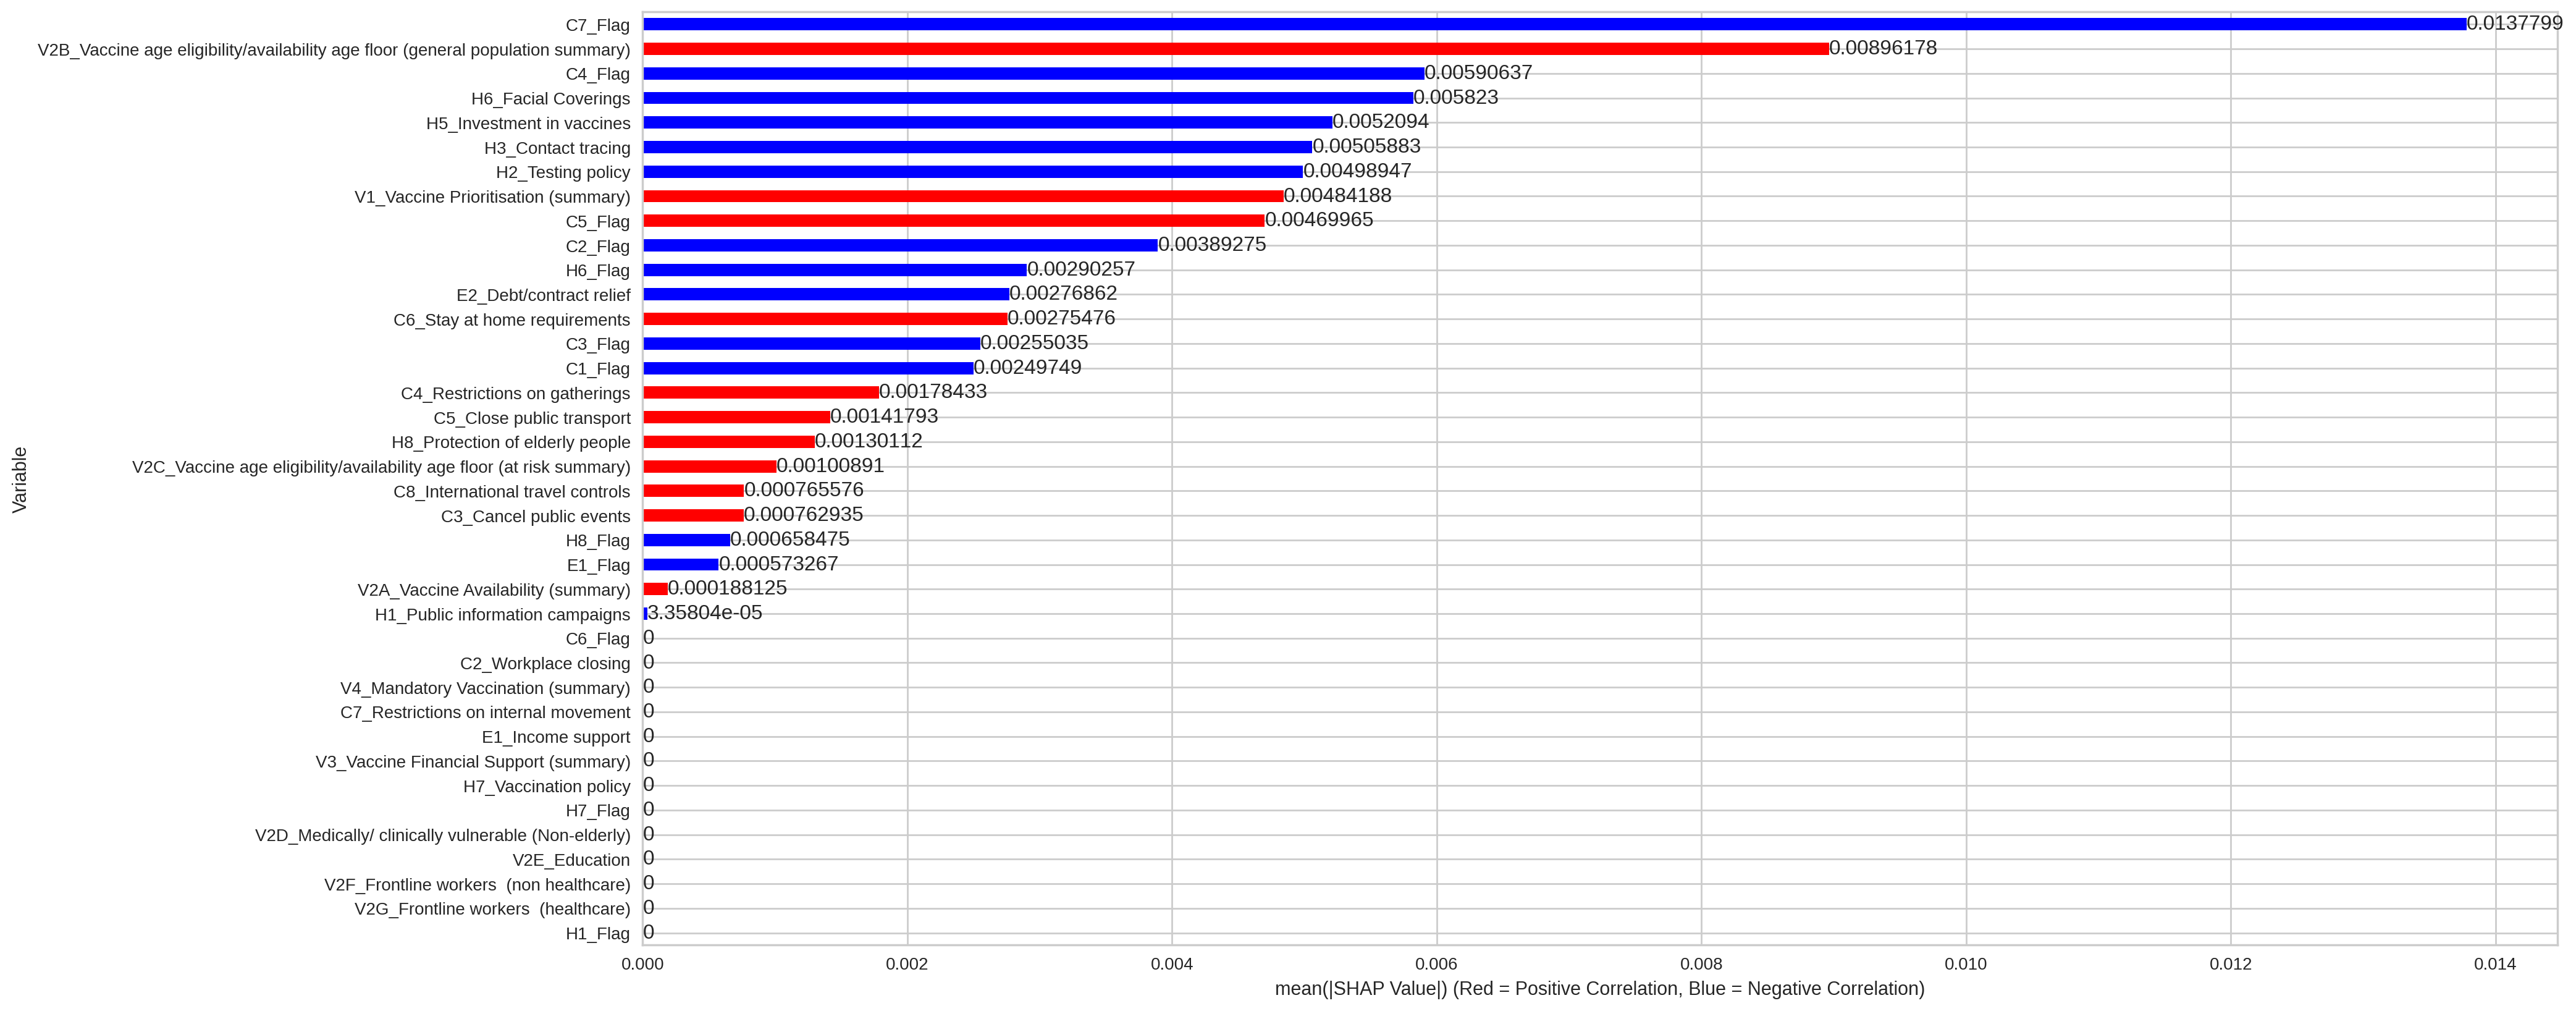 C7_Flag 0.0137799
V2B_Vaccine age eligibility/availability age floor (general population summary) 0.00896178
C4_Flag 0.00590637
H6_Facial Coverings 0.005823
H5_Investment in vaccines 0.0052094
H3_Contact tracing 0.00505883
H2_Testing policy 0.00498947
V1_Vaccine Prioritisation (summary) 0.00484188
C5_Flag 0.00469965
C2_Flag 0.00389275
H6_Flag 0.00290257
E2_Debt/contract relief 0.00276862
C6_Stay at home requirements 0.00275476
C3_Flag 0.00255035
C1_Flag 0.00249749
C4_Restrictions on gatherings 0.00178433
C5_Close public transport 0.00141793
H8_Protection of elderly people 0.00130112
V2C_Vaccine age eligibility/availability age floor (at risk summary) 0.00100891
C8_International travel controls 0.000765576
C3_Cancel public events 0.000762935
H8_Flag 0.000658475
E1_Flag 0.000573267
V2A_Vaccine Availability (summary) 0.000188125
H1_Public information campaigns 3.35804e-05
C6_Flag 0
C2_Workplace closing 0
V4_Mandatory Vaccination (summary) 0
C7_Restrictions on internal movement 0
E1_Income support 0
V3_Vaccine Financial Support (summary) 0
H7_Vaccination policy 0
H7_Flag 0
V2D_Medically/ clinically vulnerable (Non-elderly) 0
V2E_Education 0
V2F_Frontline workers  (non healthcare) 0
V2G_Frontline workers  (healthcare) 0
H1_Flag 0
Variable
0.000 0.002 0.004 0.006 0.008 0.010 0.012 0.014
mean(|SHAP Value|) (Red = Positive Correlation, Blue = Negative Correlation)